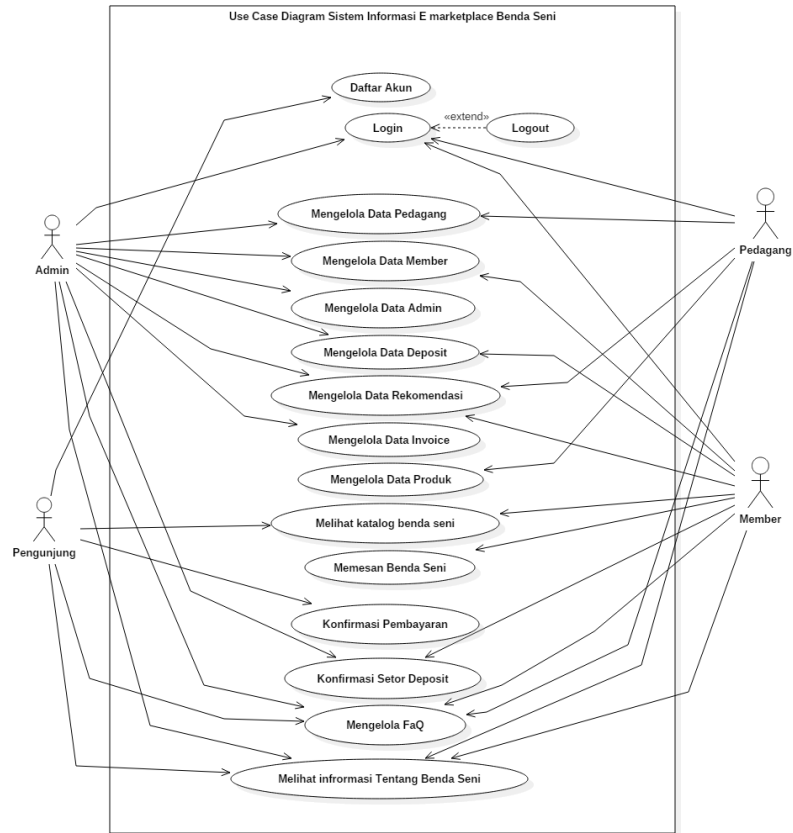 Use Case Diagram Sistem Informasi E marketplace Benda Seni
Daftar Akun
«extend»
Login
Logout
Mengelola Data Pedagang
Pedagang
Admin
Mengelola Data Member
Mengelola Data Admin
Mengelola Data Deposit
Mengelola Data Rekomendasi
Mengelola Data Invoice
Mengelola Data Produk
Melihat katalog benda seni
Member
Pengunjung
Memesan Benda Seni
Konfirmasi Pembayaran
Konfirmasi Setor Deposit
Mengelola FaQ
Melihat infrormasi Tentang Benda Seni